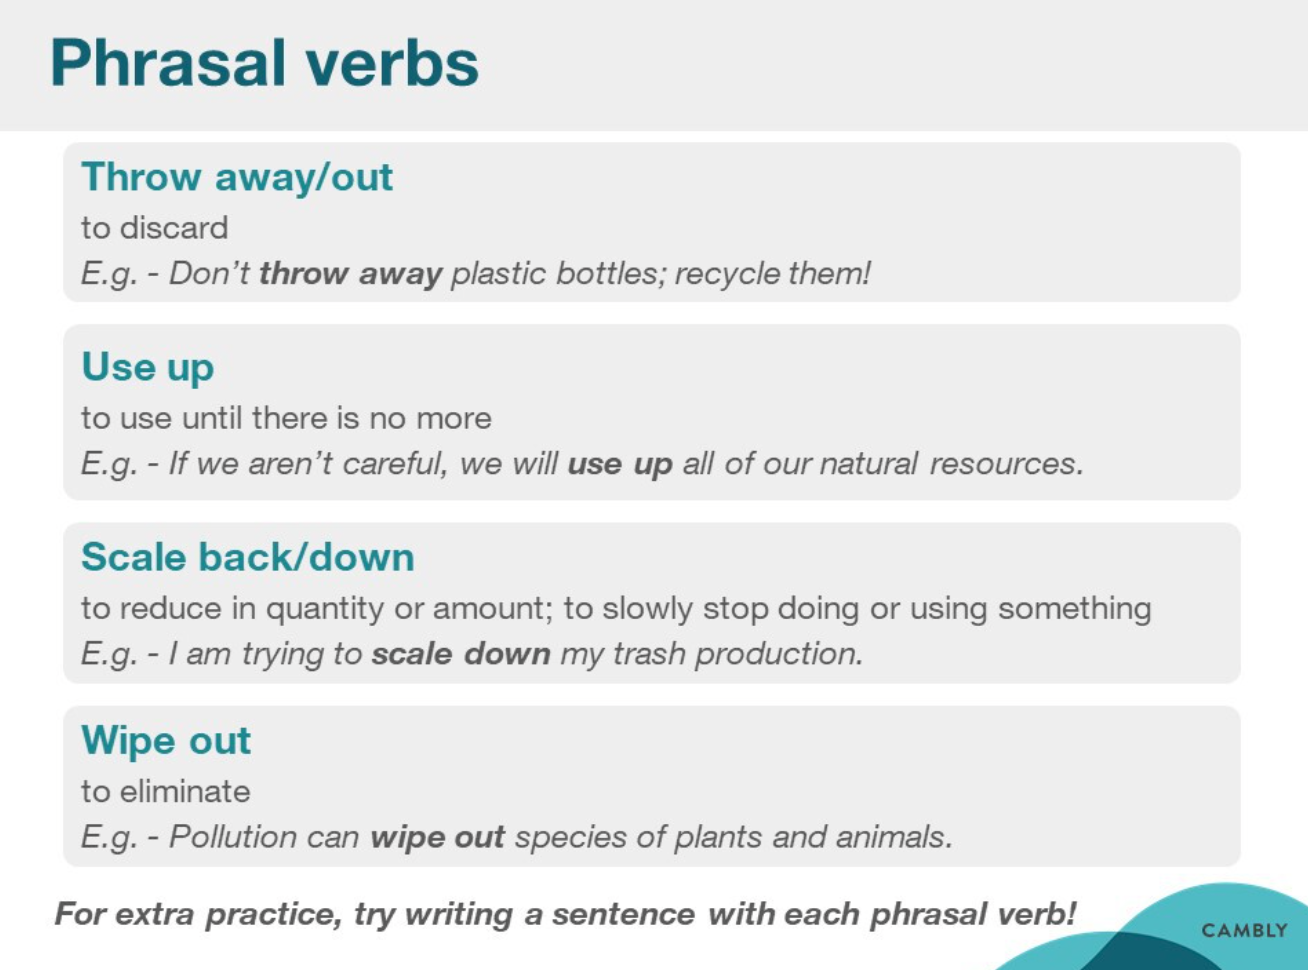 Phrasal verbs
Throw away/out
to discard
E.g. - Don't throw away plastic bottles; recycle them!
Use up
to use until there is no more
E.g. - If we aren't careful, we will use up all of our natural resources.
Scale back/down
to reduce in quantity or amount; to slowly stop doing or using something
E.g. - I am trying to scale down my trash production.
Wipe out
to eliminate
E.g. - Pollution can wipe out species of plants and animals.
For extra practice, try writing a sentence with each phrasal verb!
CAMBLY